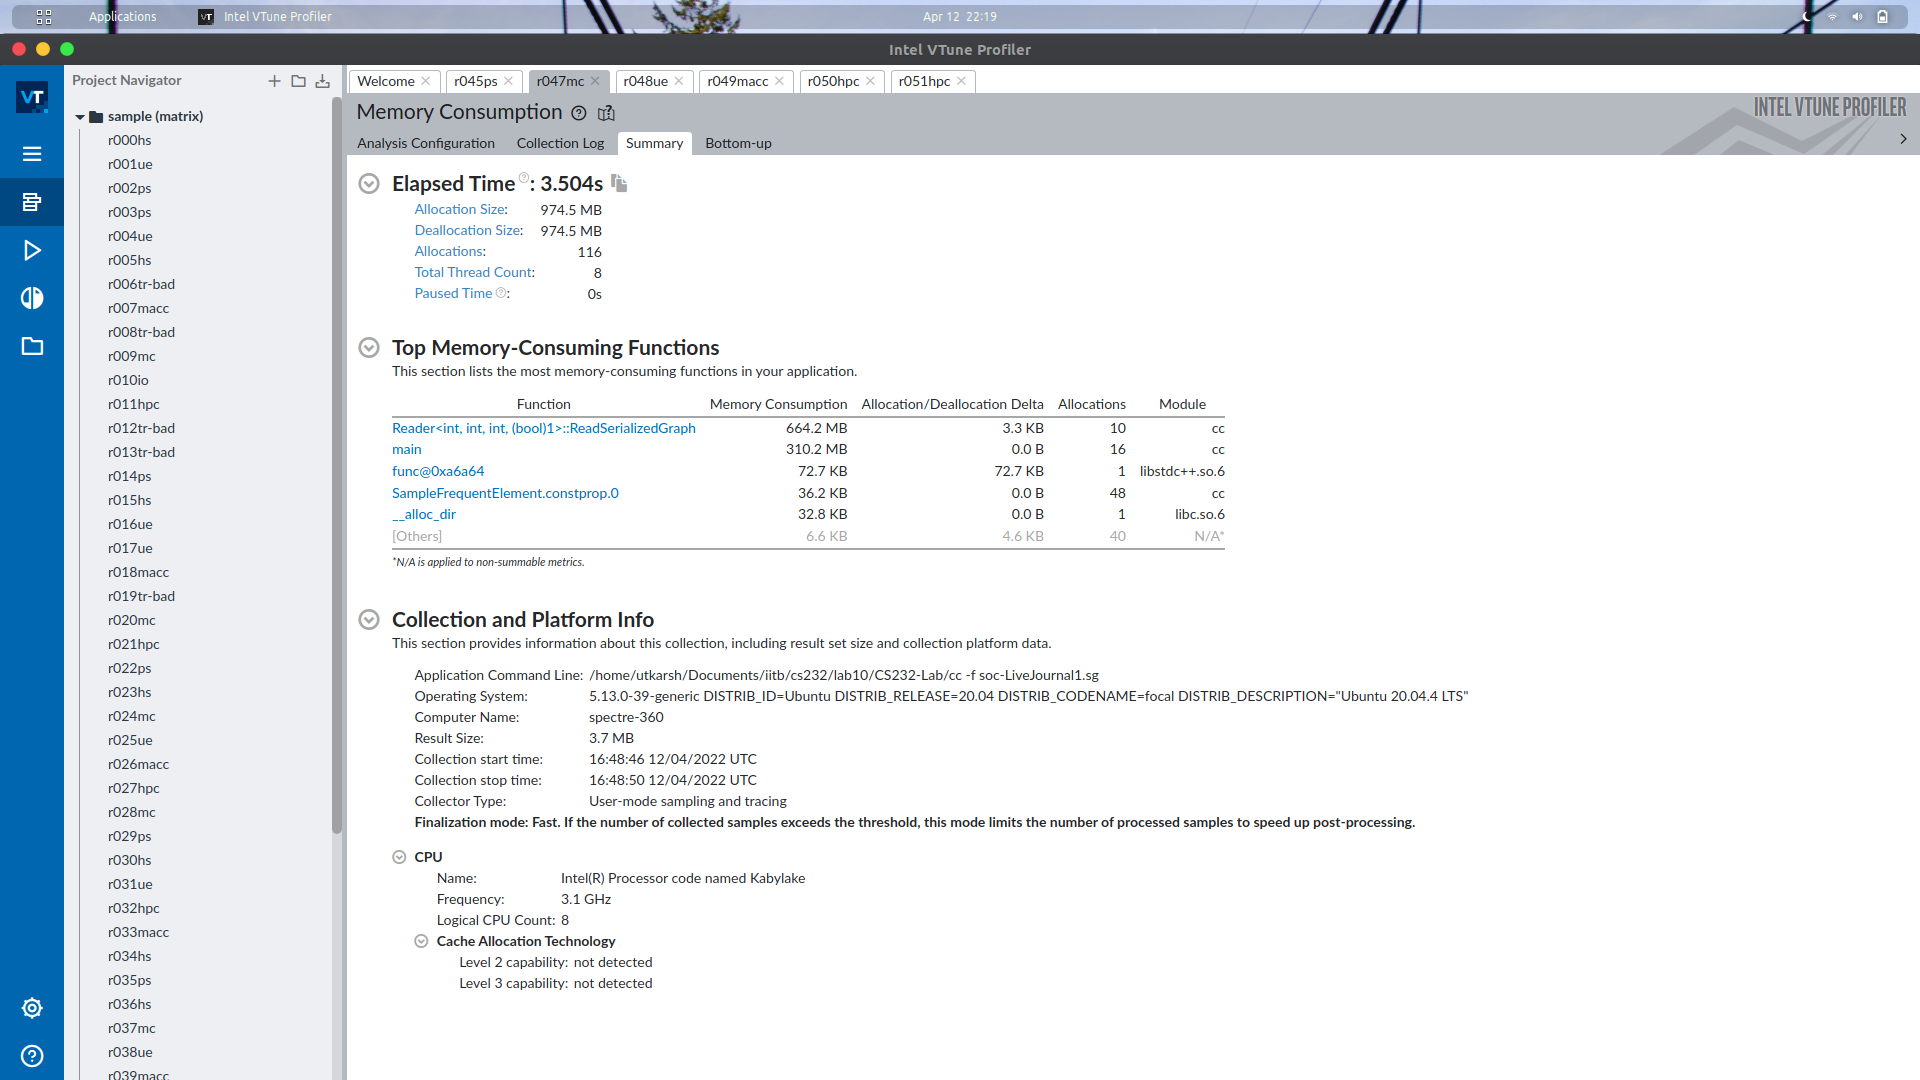 Applications
VT
Intel VTune Profiler
Apr 12 22:19
Intel VTune Profiler
VT
Project Navigator
sample (matrix)
r000hs
r001ue
r002ps
r003ps
r004ue
r005hs
r006tr-bad
r007macc
r008tr-bad
r009mc
r010io
r011hpc
r012tr-bad
r013tr-bad
r014ps
r015hs
r016ue
r017ue
r018macc
r019tr-bad
r020mc
r021hpc
r022ps
r023hs
r024mc
r025ue
r026macc
r027hpc
r028mc
r029ps
r030hs
r031ue
r032hpc
r033macc
r034hs
r035ps
r036hs
r037mc
r038ue
r039macc
Welcome r045ps r047mc r048ue r049macc r050hpc r051hpc
Memory Consumption
INTEL VTUNE PROFILER
Analysis Configuration Collection Log Summary Bottom-up
Elapsed Time: 3.504s
Allocation Size: 974.5 MB
Deallocation Size: 974.5 MB
Allocations: 116
Total Thread Count: 8
Paused Time: 0s
Top Memory-Consuming Functions
This section lists the most memory-consuming functions in your application.
Function Memory Consumption Allocation/Deallocation Delta Allocations Module
Reader<int, int, int, (bool)1>::ReadSerializedGraph 664.2 MB 3.3 KB 10 cc
main 310.2 MB 0.0 B 16 cc
func@0xa6a64 72.7 KB 72.7 KB 1 libstdc++.so.6
SampleFrequentElement.constprop.0 36.2 KB 0.0 B 48 cc
__alloc_dir 32.8 KB 0.0 B 1 libc.so.6
[Others] 6.6 KB 4.6 KB 40 N/A*
*N/A is applied to non-summable metrics.
Collection and Platform Info
This section provides information about this collection, including result set size and collection platform data.
Application Command Line: /home/utkarsh/Documents/iitb/cs232/lab10/CS232-Lab/cc -f soc-LiveJournal1.sg
Operating System: 5.13.0-39-generic DISTRIB_ID=Ubuntu DISTRIB_RELEASE=20.04 DISTRIB_CODENAME=focal DISTRIB_DESCRIPTION="Ubuntu 20.04.4 LTS"
Computer Name: spectre-360
Result Size: 3.7 MB
Collection start time: 16:48:46 12/04/2022 UTC
Collection stop time: 16:48:50 12/04/2022 UTC
Collector Type: User-mode sampling and tracing
Finalization mode: Fast. If the number of collected samples exceeds the threshold, this mode limits the number of processed samples to speed up post-processing.
CPU
Name: Intel(R) Processor code named Kabylake
Frequency: 3.1 GHz
Logical CPU Count: 8
Cache Allocation Technology
Level 2 capability: not detected
Level 3 capability: not detected